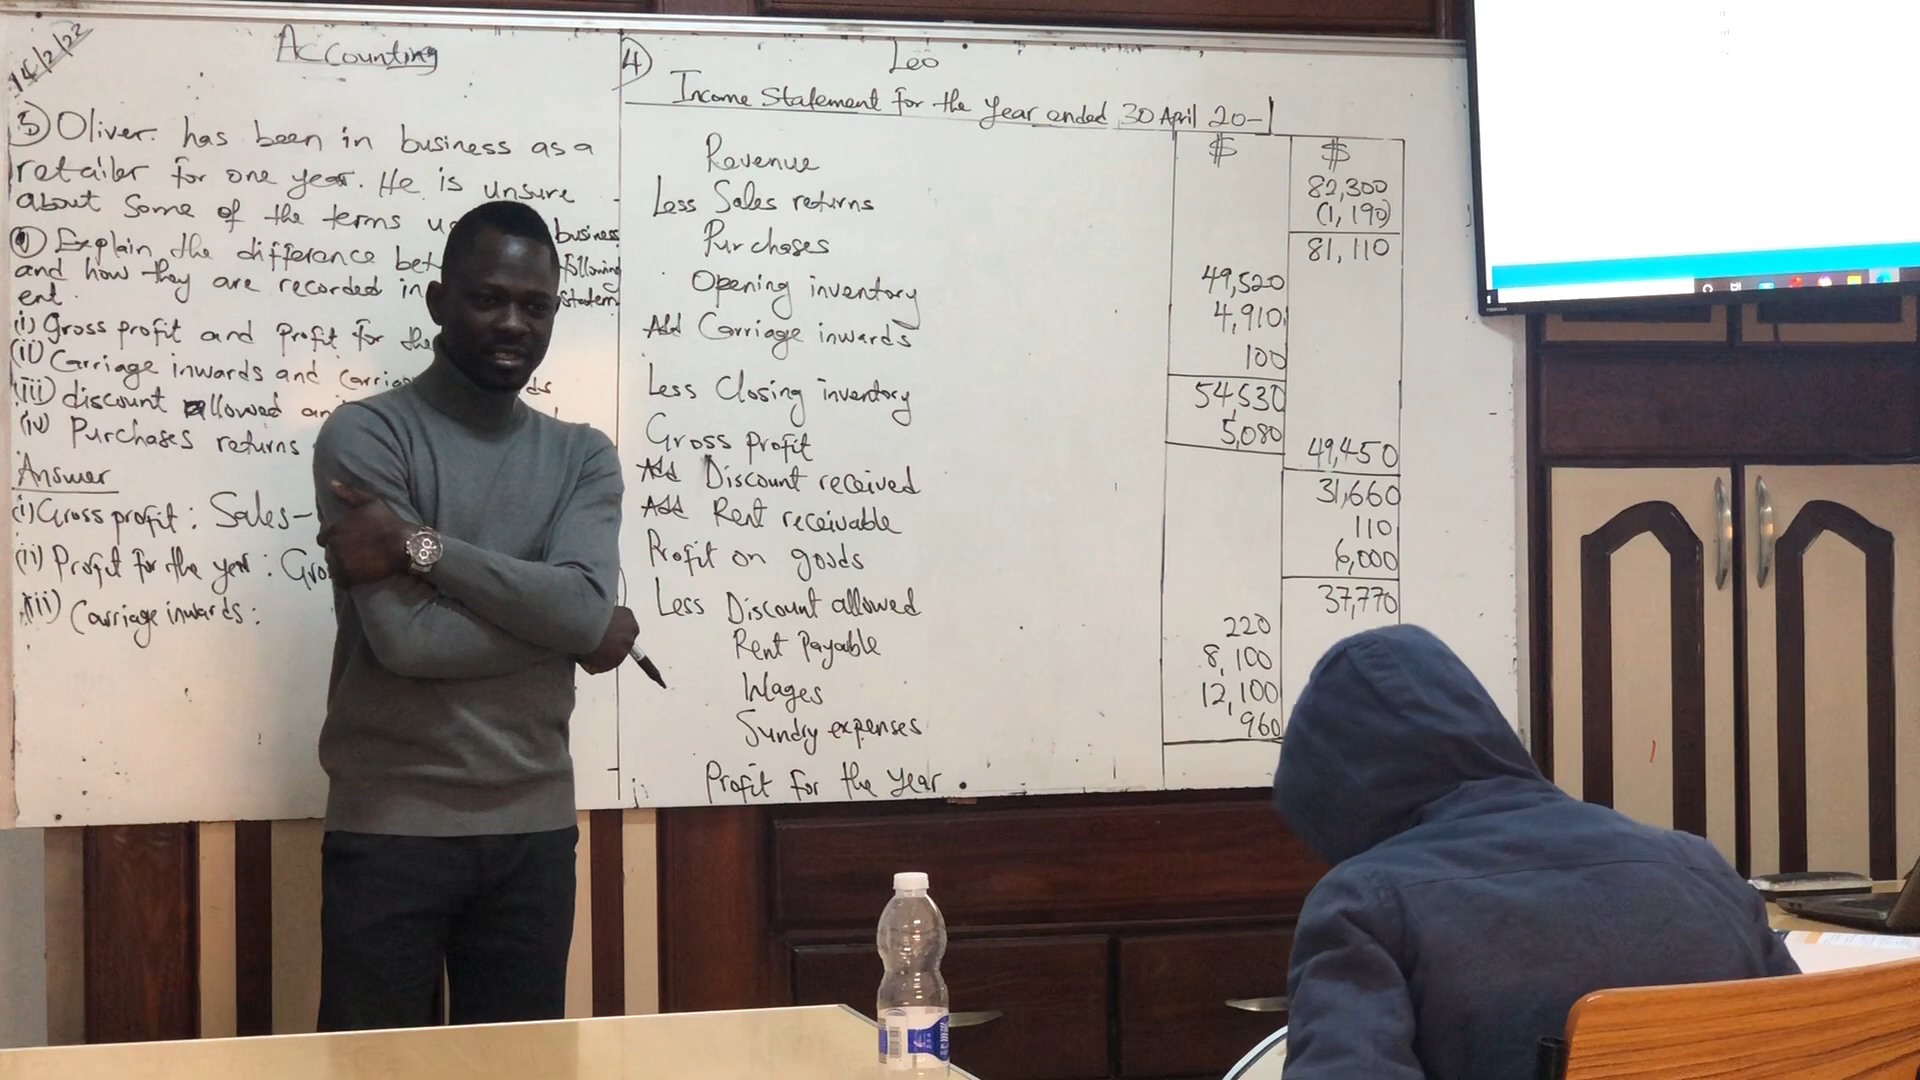 14/2/22
Accounting
5) Oliver has been in business as a
retailer for one year. He is unsure
about some of the terms business
a) Explain the difference following
and how they are recorded in statem
ent.
(i) Gross profit and Profit for the
(ii) Carriage inwards and
(iii) discount allowed
(iv) Purchases returns
Answer
(i) Gross profit: Sales-
(ii) Profit for the year:
(iii) Carriage inwards:
4)
Leo
Income Statement for the Year ended 30 April 20-1
$ $
Revenue 82,300
Less Sales returns (1,190)
Purchases 81,110
Opening inventory 49,520
Add Carriage inwards 4,910
100
Less Closing inventory 54,530
Gross profit 5,080 49,450
Add Discount received 31,660
Add Rent receivable 110
Profit on goods 6,000
Less Discount allowed 37,770
220
Rent Payable 8,100
Wages 12,100
Sundry expenses 960
Profit for the year.